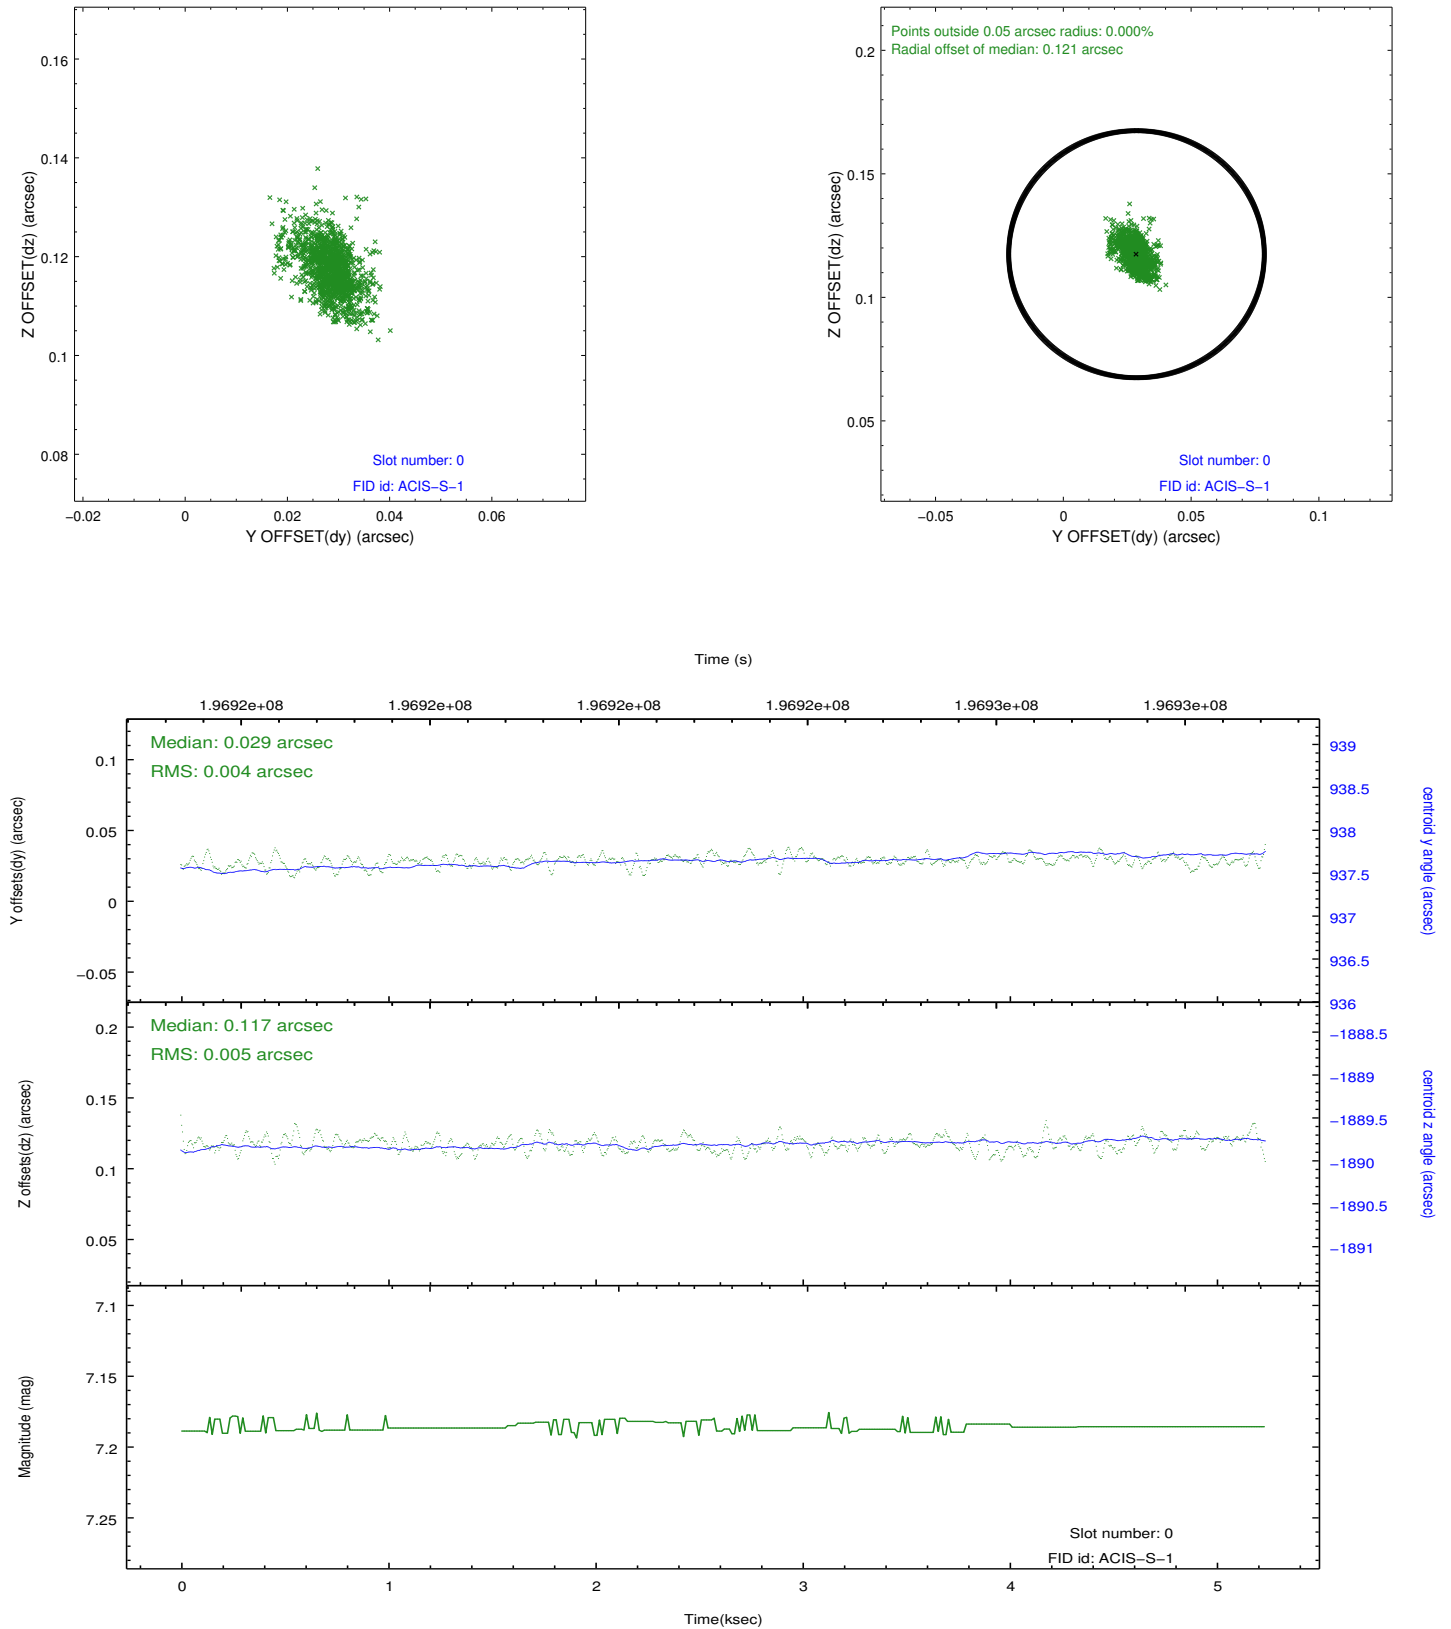 0.16
0.14
0.12
0.1
0.08
Z OFFSET(dz) (arcsec)
Slot number: 0
FID id: ACIS−S−1
−0.02 0 0.02 0.04 0.06
Y OFFSET(dy) (arcsec)
Points outside 0.05 arcsec radius: 0.000%
Radial offset of median: 0.121 arcsec
0.2
0.15
0.1
0.05
Z OFFSET(dz) (arcsec)
Slot number: 0
FID id: ACIS−S−1
−0.05 0 0.05 0.1
Y OFFSET(dy) (arcsec)
Time (s)
1.9692e+08 1.9692e+08 1.9692e+08 1.9692e+08 1.9693e+08 1.9693e+08
Median: 0.029 arcsec
RMS: 0.004 arcsec
0.1
0.05
0
−0.05
Y offsets(dy) (arcsec)
939
938.5
938
937.5
937
936.5
936
centroid y angle (arcsec)
Median: 0.117 arcsec
RMS: 0.005 arcsec
0.2
0.15
0.1
0.05
Z offsets(dz) (arcsec)
−1888.5
−1889
−1889.5
−1890
−1890.5
−1891
centroid z angle (arcsec)
7.1
7.15
7.2
7.25
Magnitude (mag)
Slot number: 0
FID id: ACIS−S−1
0 1 2 3 4 5
Time(ksec)